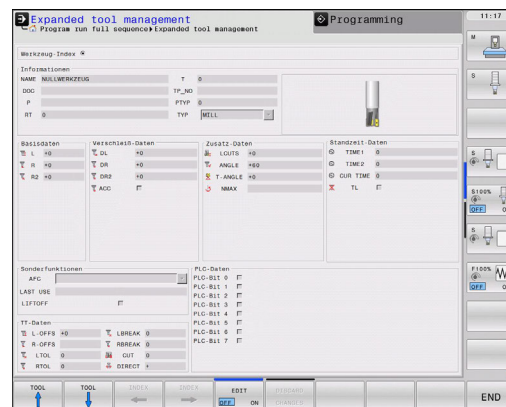 Expanded tool management
Programming
11:17
Program run full sequence▸Expanded tool management
Werkzeug-Index
Informationen
NAME NULLWERKZEUG T 0
DOC TP_NO
P PTYP 0
RT 0 TYP MILL
Basisdaten Verschleiß-Daten Zusatz-Daten Standzeit-Daten
L +0 DL +0 LCUTS +0 TIME1 0
R +0 DR +0 ANGLE +60 TIME2 0
R2 +0 DR2 +0 T-ANGLE +0 CUR TIME 0
ACC NMAX TL
Sonderfunktionen PLC-Daten
AFC PLC-Bit 0
LAST USE PLC-Bit 1
LIFTOFF PLC-Bit 2
PLC-Bit 3
PLC-Bit 4
PLC-Bit 5
PLC-Bit 6
PLC-Bit 7
TT-Daten
L-OFFS +0 LBREAK 0
R-OFFS RBREAK 0
LTOL 0 CUT 0
RTOL 0 DIRECT
M
S
S
S100%
OFF
S
F100%
OFF
TOOL TOOL INDEX INDEX EDIT DISCARD
OFF ON CHANGES
END